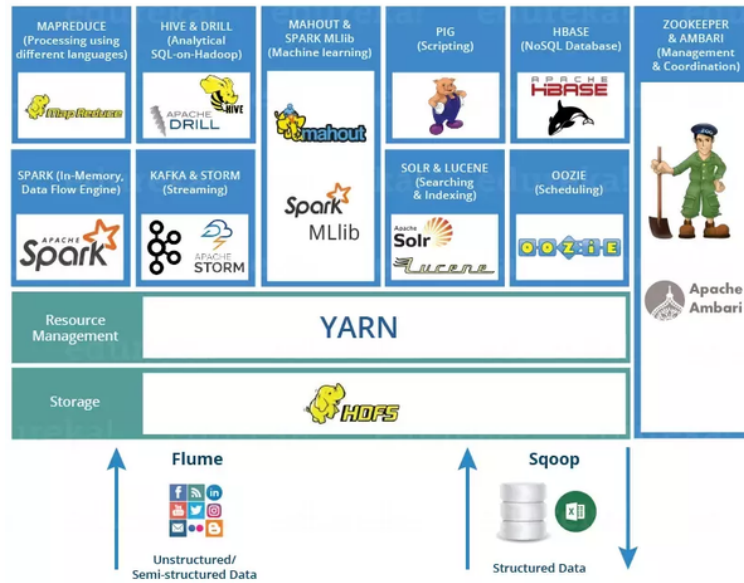 MAPREDUCE
(Processing using
different languages)
MapReduce
HIVE & DRILL
(Analytical
SQL-on-Hadoop)
HIVE
APACHE
DRILL
MAHOUT &
SPARK MLlib
(Machine learning)
mahout
Spark
MLlib
PIG
(Scripting)
HBASE
(NoSQL Database)
APACHE
HBASE
ZOOKEEPER
& AMBARI
(Management
& Coordination)
Apache
Ambari
SPARK (In-Memory,
Data Flow Engine)
APACHE
Spark
KAFKA & STORM
(Streaming)
APACHE
STORM
SOLR & LUCENE
(Searching
& Indexing)
Apache
Solr
Lucene
OOZIE
(Scheduling)
OOZIE
Resource
Management
YARN
Storage
HDFS
Flume
Unstructured/
Semi-structured Data
Sqoop
Structured Data